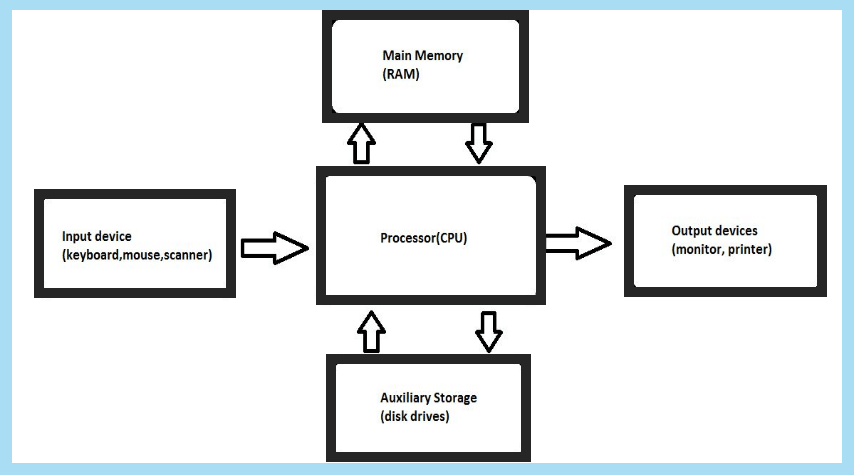 Main Memory
(RAM)
Input device
(keyboard,mouse,scanner)
Processor(CPU)
Output devices
(monitor, printer)
Auxiliary Storage
(disk drives)